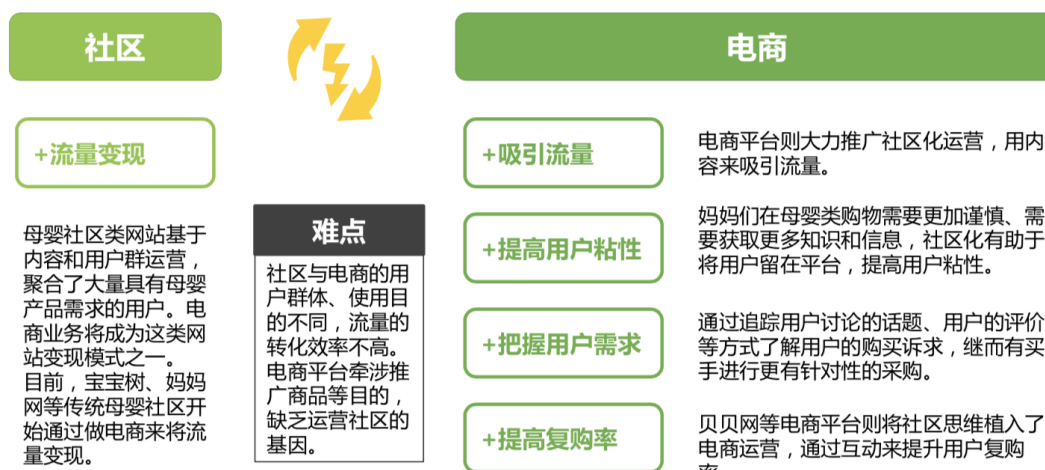 社区
电商
+流量变现
母婴社区类网站基于
内容和用户群运营，
聚合了大量具有母婴
产品需求的用户。电
商业务将成为这类网
站变现模式之一。
目前，宝宝树、妈妈
网等传统母婴社区开
始通过做电商来将流
量变现。
难点
社区与电商的用
户群体、使用目
的不同，流量的
转化效率不高。
电商平台牵涉推
广商品等目的，
缺乏运营社区的
基因。
+吸引流量
电商平台则大力推广社区化运营，用内
容来吸引流量。
+提高用户粘性
妈妈们在母婴类购物需要更加谨慎、需
要获取更多知识和信息，社区化有助于
将用户留在平台，提高用户粘性。
+把握用户需求
通过追踪用户讨论的话题、用户的评价
等方式了解用户的购买诉求，继而有买
手进行更有针对性的采购。
+提高复购率
贝贝网等电商平台则将社区思维植入了
电商运营，通过互动来提升用户复购